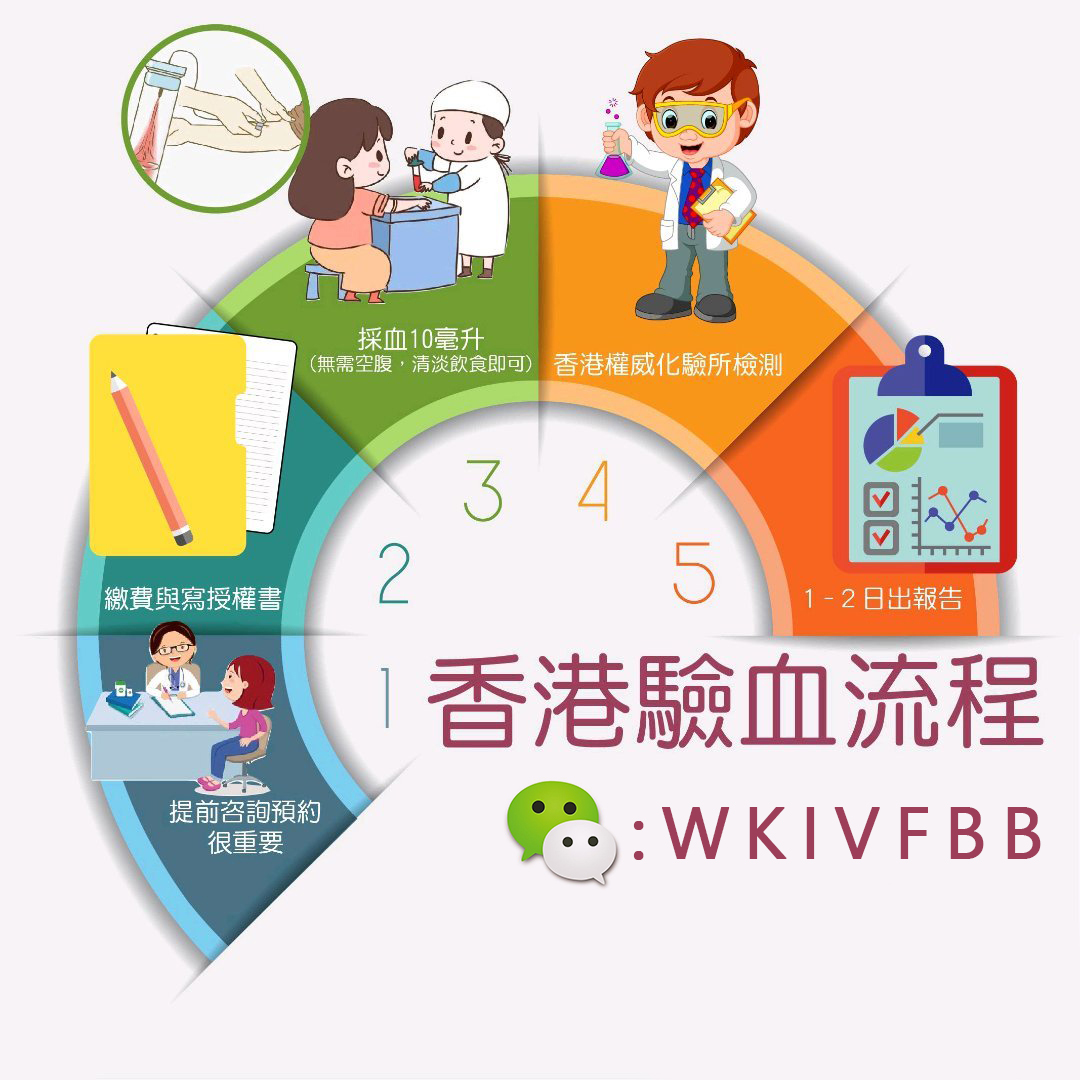 採血10毫升
（無需空腹，清淡飲食即可）
香港權威化驗所檢測
繳費與寫授權書
1-2日出報告
提前咨詢預約
很重要
1
2
3
4
5
香港驗血流程
:WKIVFBB